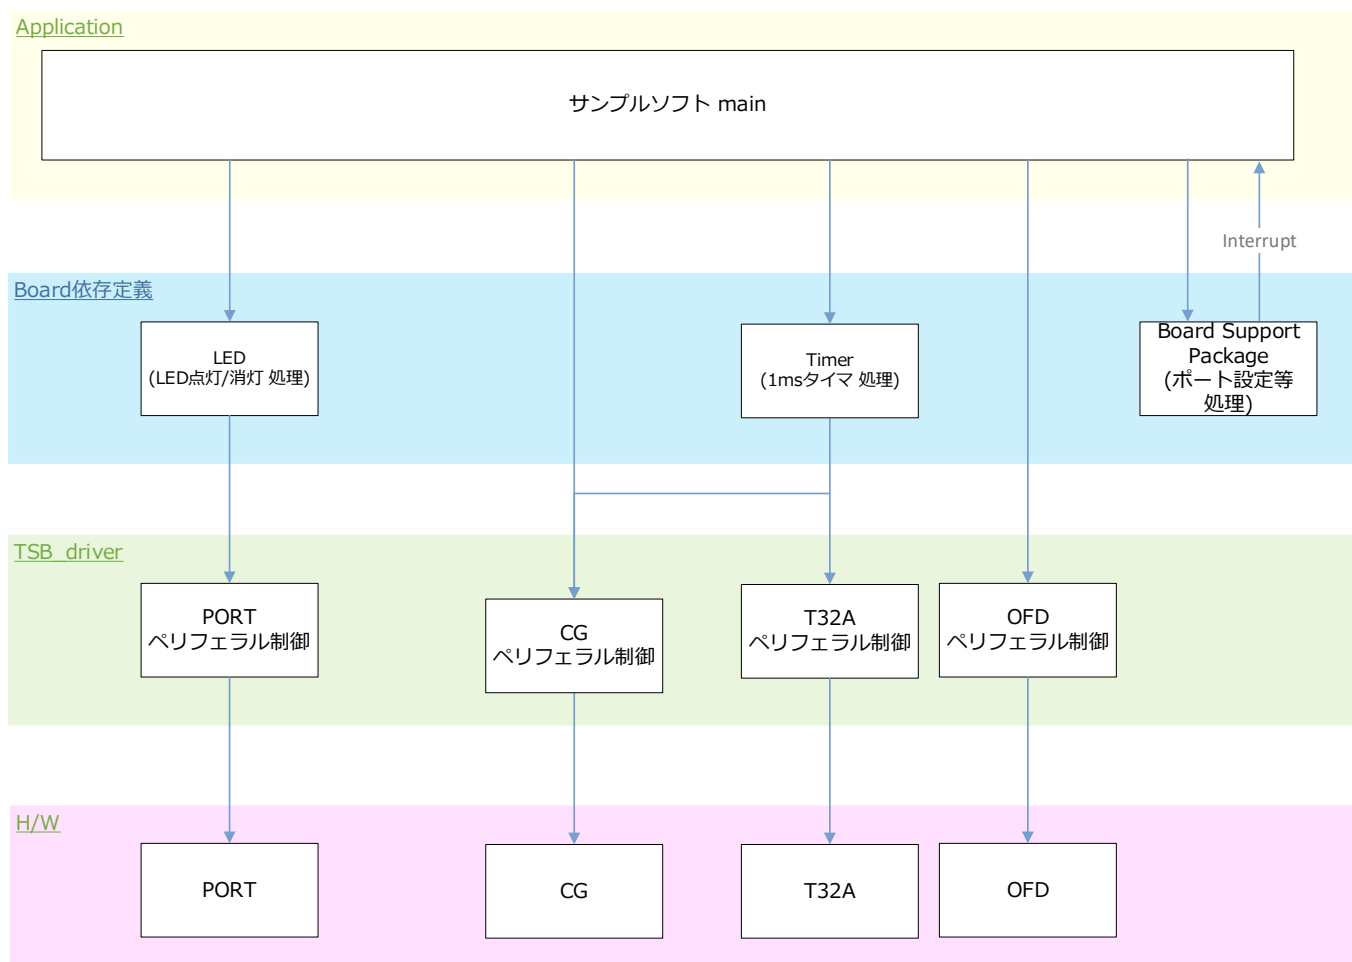 Application
サンプルソフト main
Interrupt
Board依存定義
LED
(LED点灯/消灯 処理)
Timer
(1msタイマ 処理)
Board Support
Package
(ポート設定等
処理)
TSB_driver
PORT
ペリフェラル制御
CG
ペリフェラル制御
T32A
ペリフェラル制御
OFD
ペリフェラル制御
H/W
PORT
CG
T32A
OFD